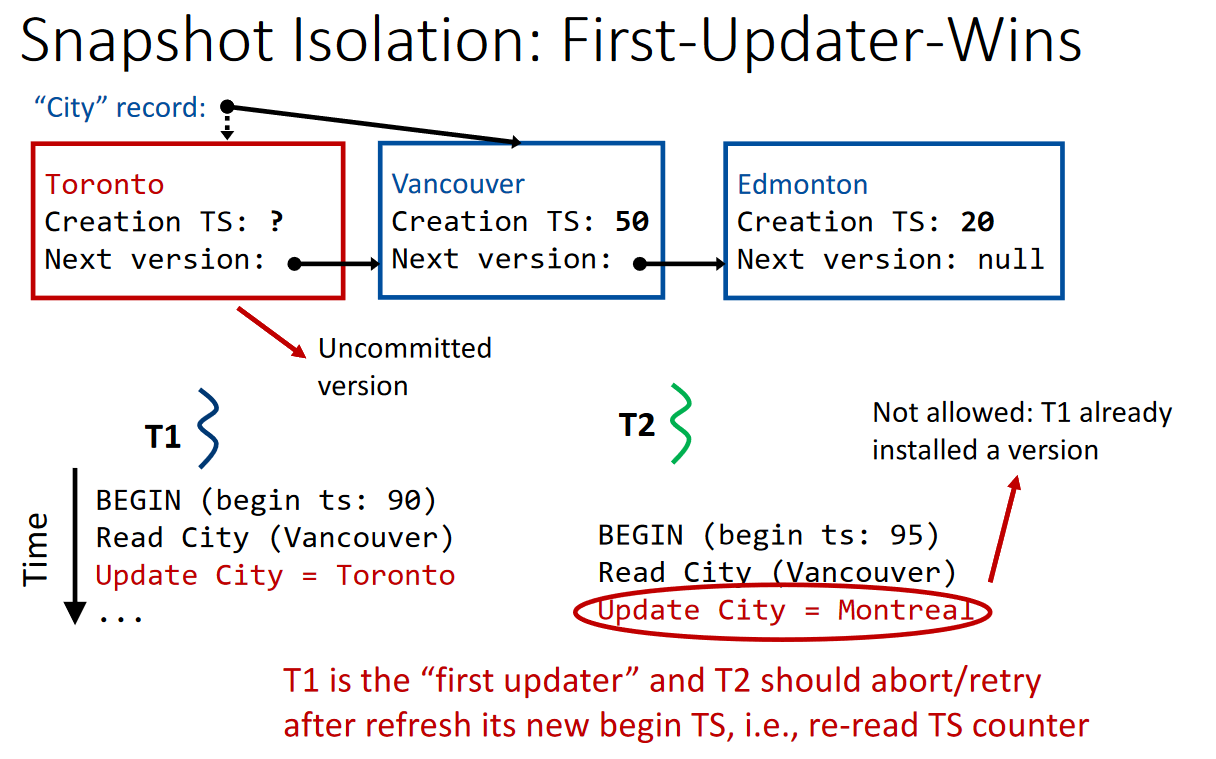 Snapshot Isolation: First-Updater-Wins
“City” record:
Toronto
Creation TS: ?
Next version:
Vancouver
Creation TS: 50
Next version:
Edmonton
Creation TS: 20
Next version: null
Uncommitted
version
T1
T2
Not allowed: T1 already
installed a version
Time
BEGIN (begin ts: 90)
Read City (Vancouver)
Update City = Toronto
...
BEGIN (begin ts: 95)
Read City (Vancouver)
Update City = Montreal
T1 is the “first updater” and T2 should abort/retry
after refresh its new begin TS, i.e., re-read TS counter